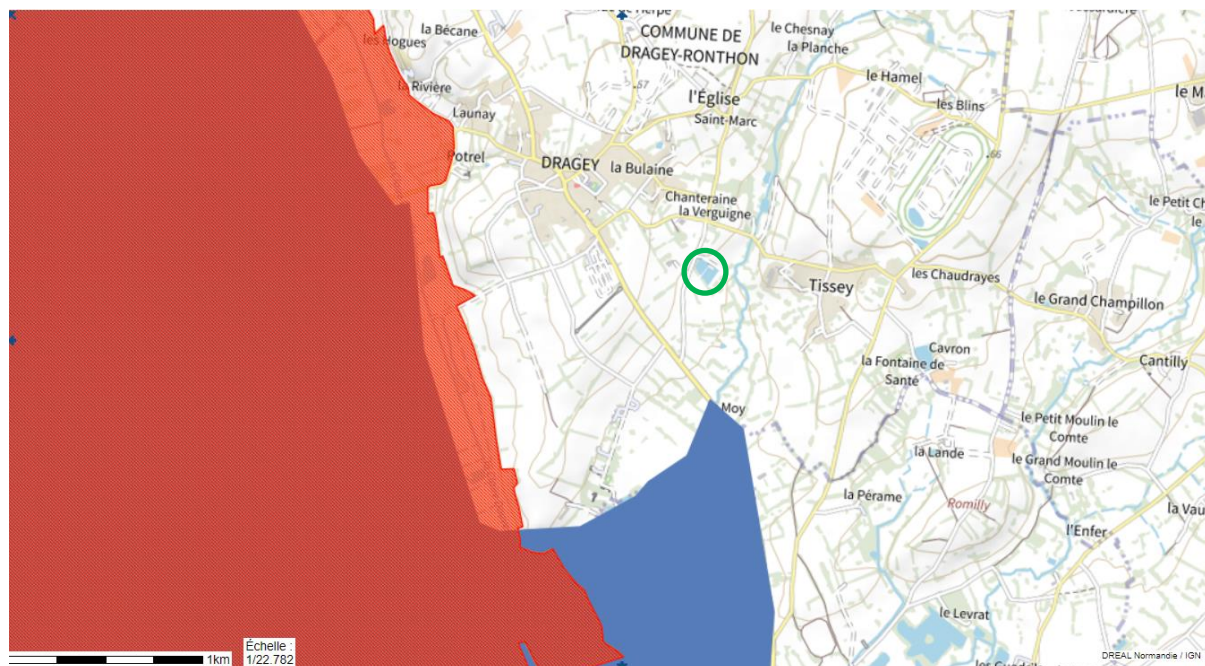 la Bécane
les Hogues
la Rivière
Launay
Potrel
DRAGEY
la Bulaine
COMMUNE DE
DRAGEY-RONTHON
67
l'Église
Saint-Marc
le Chesnay
la Planche
le Hamel
les Blins
66
Chanteraine
la Verguigne
Tissey
les Chaudrayes
le Petit
le Grand Champillon
Cantilly
Cavron
la Fontaine de
Santé
Moy
la Lande
le Petit Moulin le
Comte
le Grand Moulin le
Comte
la Pérame
Romilly
l'Enfer
le Levrat
1km
Échelle :
1/22.782
DREAL Normandie / IGN